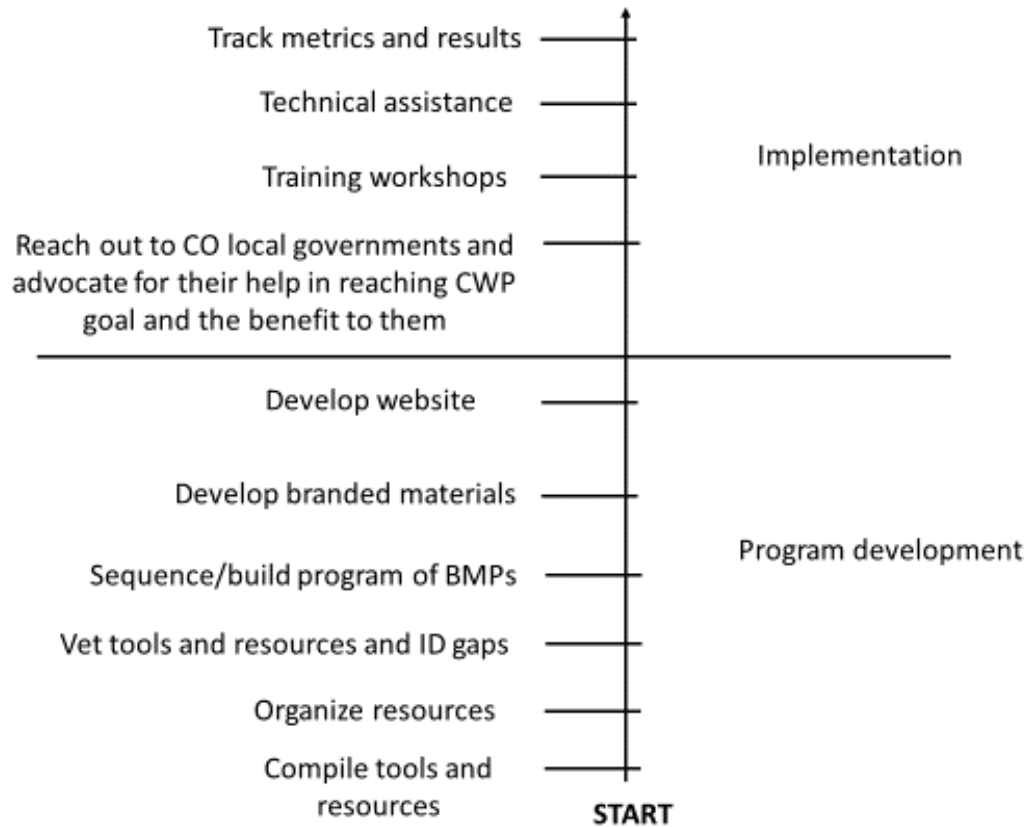 Track metrics and results
Technical assistance
Implementation
Training workshops
Reach out to CO local governments and
advocate for their help in reaching CWP
goal and the benefit to them
Develop website
Develop branded materials
Program development
Sequence/build program of BMPs
Vet tools and resources and ID gaps
Organize resources
Compile tools and
resources
START